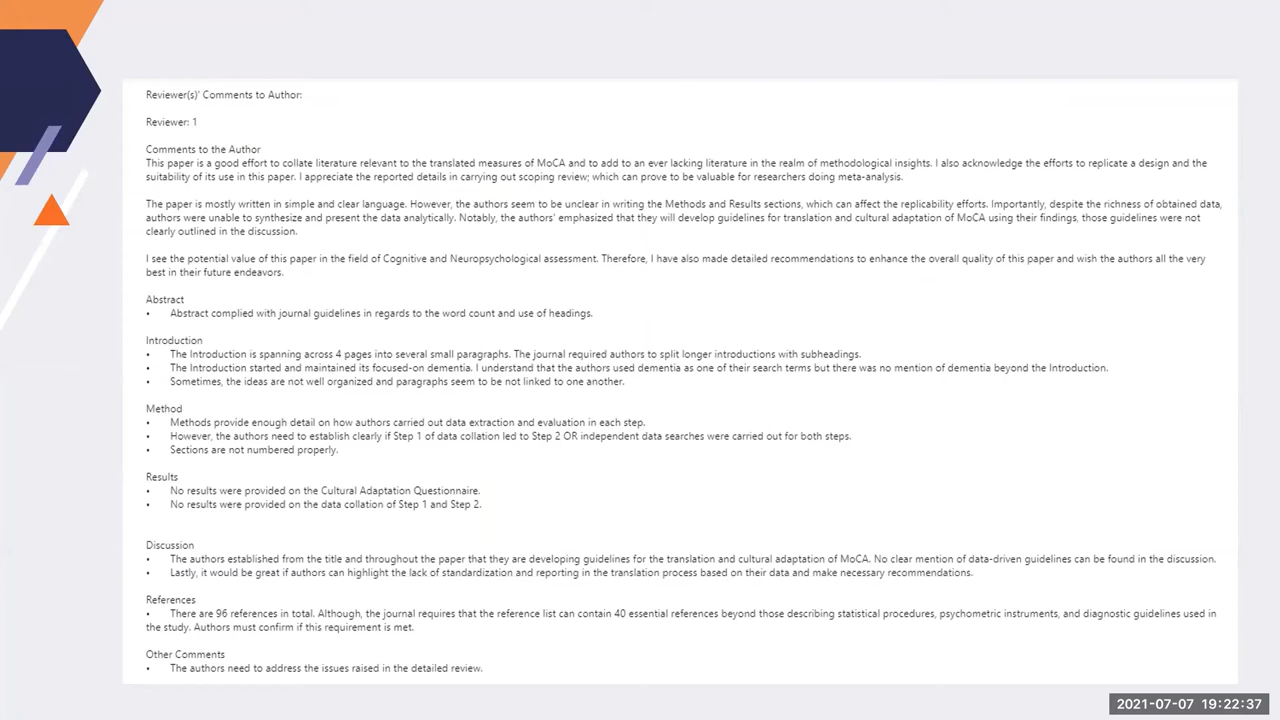 Reviewer(s)' Comments to Author:
Reviewer: 1
Comments to the Author
This paper is a good effort to collate literature relevant to the translated measures of MoCA and to add to an ever lacking literature in the realm of methodological insights. I also acknowledge the efforts to replicate a design and the
suitability of its use in this paper. I appreciate the reported details in carrying out scoping review; which can prove to be valuable for researchers doing meta-analysis.
The paper is mostly written in simple and clear language. However, the authors seem to be unclear in writing the Methods and Results sections, which can affect the replicability efforts. Importantly, despite the richness of obtained data,
authors were unable to synthesize and present the data analytically. Notably, the authors' emphasized that they will develop guidelines for translation and cultural adaptation of MoCA using their findings, those guidelines were not
clearly outlined in the discussion.
I see the potential value of this paper in the field of Cognitive and Neuropsychological assessment. Therefore, I have also made detailed recommendations to enhance the overall quality of this paper and wish the authors all the very
best in their future endeavors.
Abstract
• Abstract complied with journal guidelines in regards to the word count and use of headings.
Introduction
• The Introduction is spanning across 4 pages into several small paragraphs. The journal required authors to split longer introductions with subheadings.
• The Introduction started and maintained its focused-on dementia. I understand that the authors used dementia as one of their search terms but there was no mention of dementia beyond the Introduction.
• Sometimes, the ideas are not well organized and paragraphs seem to be not linked to one another.
Method
• Methods provide enough detail on how authors carried out data extraction and evaluation in each step.
• However, the authors need to establish clearly if Step 1 of data collation led to Step 2 OR independent data searches were carried out for both steps.
• Sections are not numbered properly.
Results
• No results were provided on the Cultural Adaptation Questionnaire.
• No results were provided on the data collation of Step 1 and Step 2.
Discussion
• The authors established from the title and throughout the paper that they are developing guidelines for the translation and cultural adaptation of MoCA. No clear mention of data-driven guidelines can be found in the discussion.
• Lastly, it would be great if authors can highlight the lack of standardization and reporting in the translation process based on their data and make necessary recommendations.
References
• There are 96 references in total. Although, the journal requires that the reference list can contain 40 essential references beyond those describing statistical procedures, psychometric instruments, and diagnostic guidelines used in
the study. Authors must confirm if this requirement is met.
Other Comments
• The authors need to address the issues raised in the detailed review.
2021-07-07 19:22:37